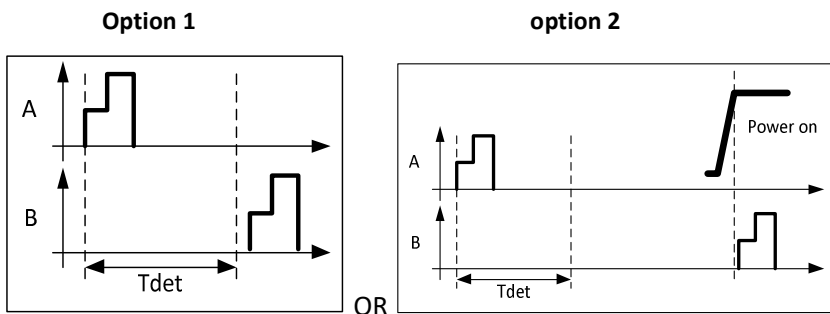 Option 1
option 2
A
B
Tdet
OR
Power on
A
B
Tdet